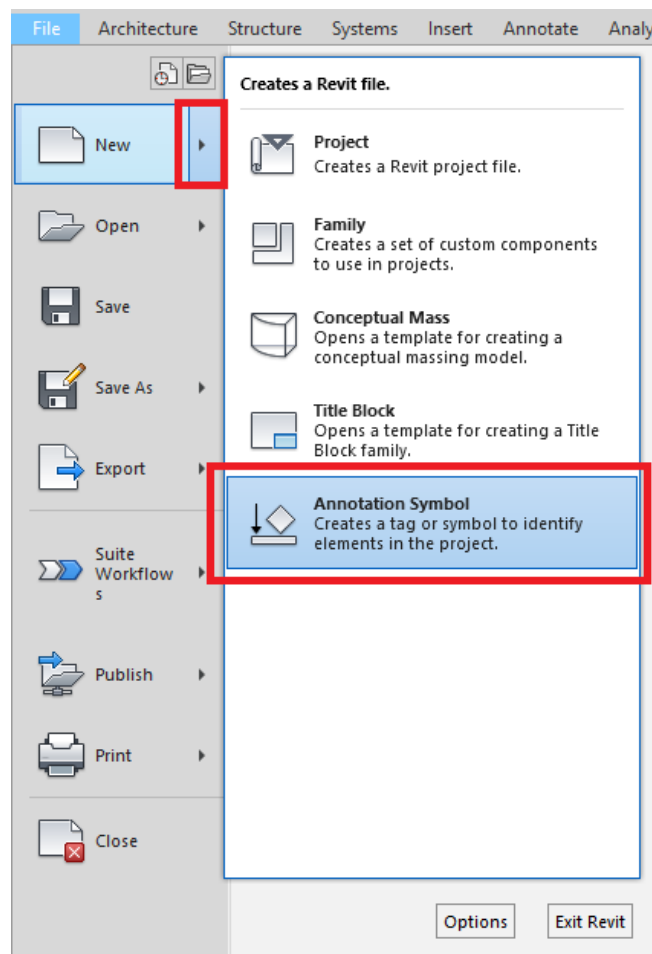 File Architecture Structure Systems Insert Annotate Analy
Creates a Revit file.
New
Project
Creates a Revit project file.
Open
Family
Creates a set of custom components
to use in projects.
Save
Conceptual Mass
Opens a template for creating a
conceptual massing model.
Save As
Title Block
Opens a template for creating a Title
Block family.
Export
Annotation Symbol
Creates a tag or symbol to identify
elements in the project.
Suite
Workflow
s
Publish
Print
Close
Options Exit Revit